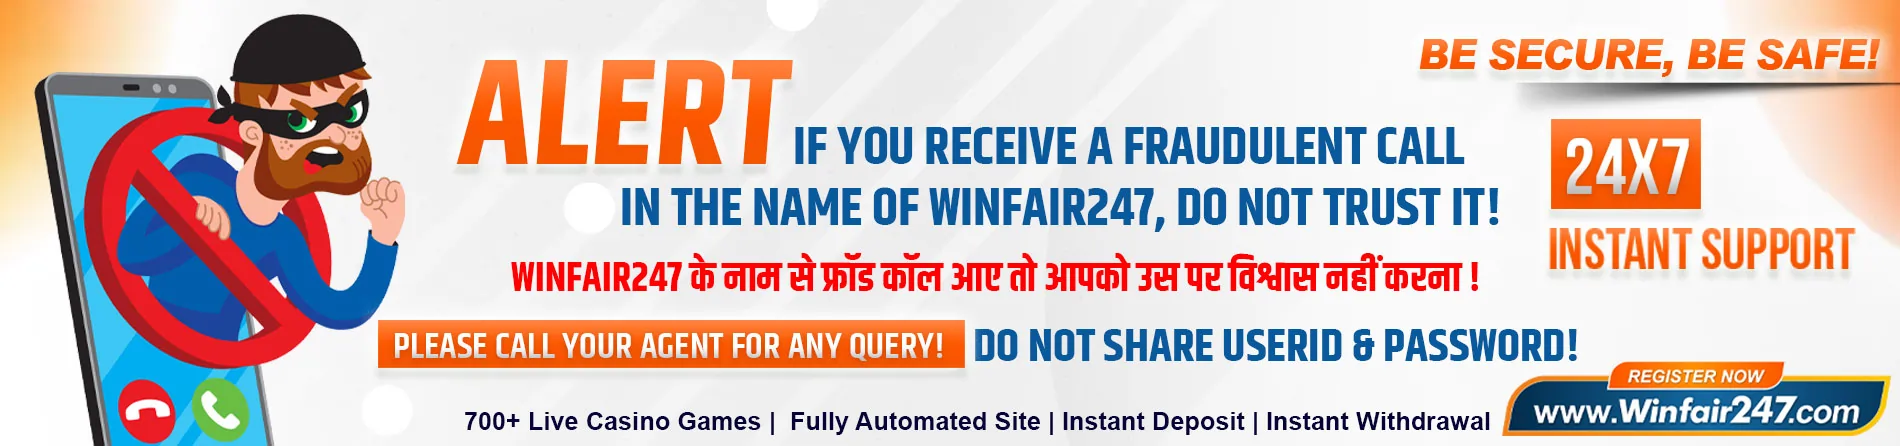 BE SECURE, BE SAFE!
ALERT IF YOU RECEIVE A FRAUDULENT CALL
IN THE NAME OF WINFAIR247, DO NOT TRUST IT!
24X7
INSTANT SUPPORT
WINFAIR247 के नाम से फ्रॉड कॉल आए तो आपको उस पर विश्वास नहीं करना !
PLEASE CALL YOUR AGENT FOR ANY QUERY! DO NOT SHARE USERID & PASSWORD!
REGISTER NOW
www.Winfair247.com
700+ Live Casino Games | Fully Automated Site | Instant Deposit | Instant Withdrawal